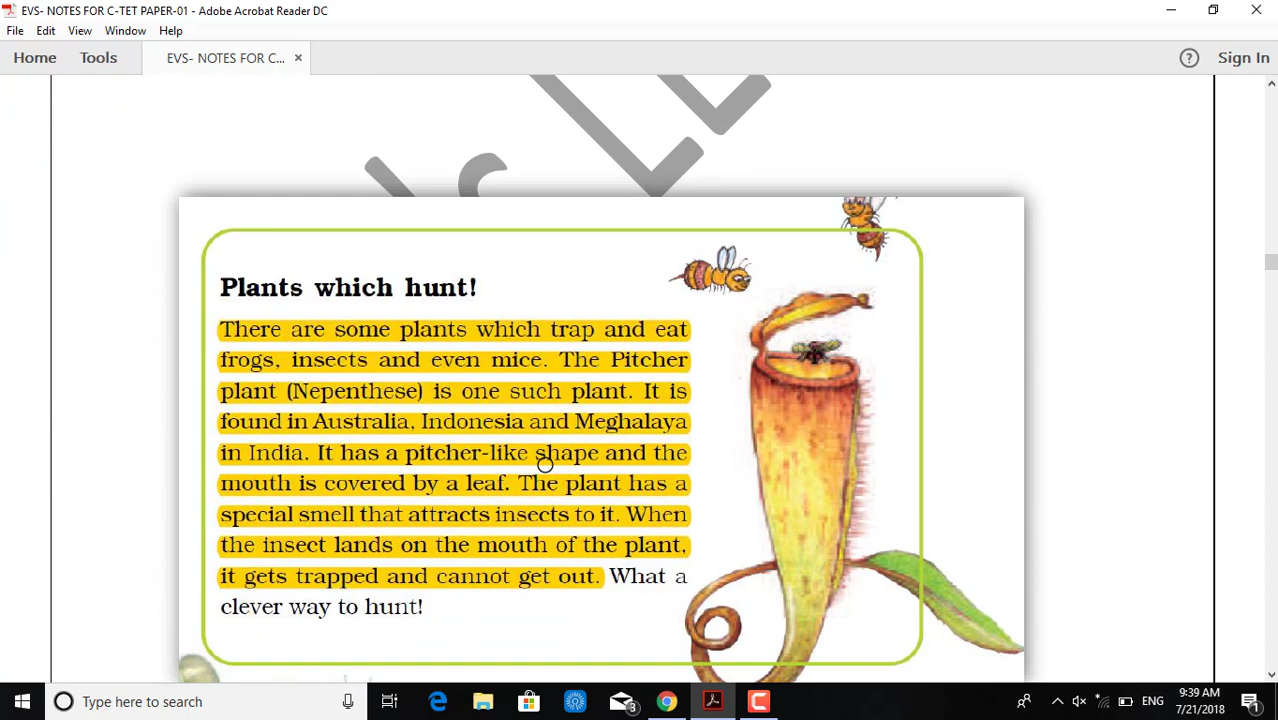 EVS- NOTES FOR C-TET PAPER-01 - Adobe Acrobat Reader DC
File Edit View Window Help
Home Tools EVS- NOTES FOR C... × Sign In
Plants which hunt!
There are some plants which trap and eat
frogs, insects and even mice. The Pitcher
plant (Nepenthese) is one such plant. It is
found in Australia, Indonesia and Meghalaya
in India. It has a pitcher-like shape and the
mouth is covered by a leaf. The plant has a
special smell that attracts insects to it. When
the insect lands on the mouth of the plant,
it gets trapped and cannot get out. What a
clever way to hunt!
Type here to search
3
ENG
9:39 AM
7/21/2018
1